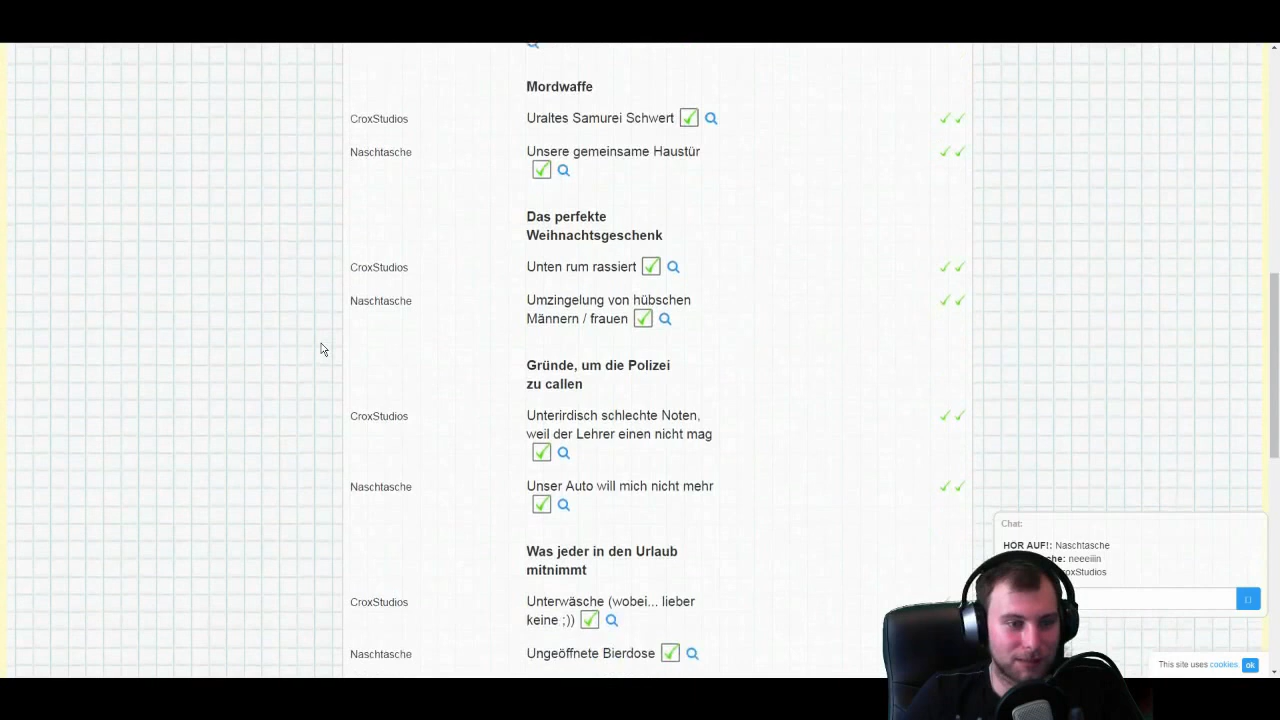 Mordwaffe
CroxStudios
Uraltes Samurei Schwert
Naschtasche
Unsere gemeinsame Haustür
Das perfekte
Weihnachtsgeschenk
CroxStudios
Unten rum rassiert
Naschtasche
Umzingelung von hübschen
Männern / frauen
Gründe, um die Polizei
zu callen
CroxStudios
Unterirdisch schlechte Noten,
weil der Lehrer einen nicht mag
Naschtasche
Unser Auto will mich nicht mehr
Was jeder in den Urlaub
mitnimmt
CroxStudios
Unterwäsche (wobei... lieber
keine ;))
Naschtasche
Ungeöffnete Bierdose
Chat:
HÖR AUF!: Naschtasche
neeeiiin
This site uses cookies ok